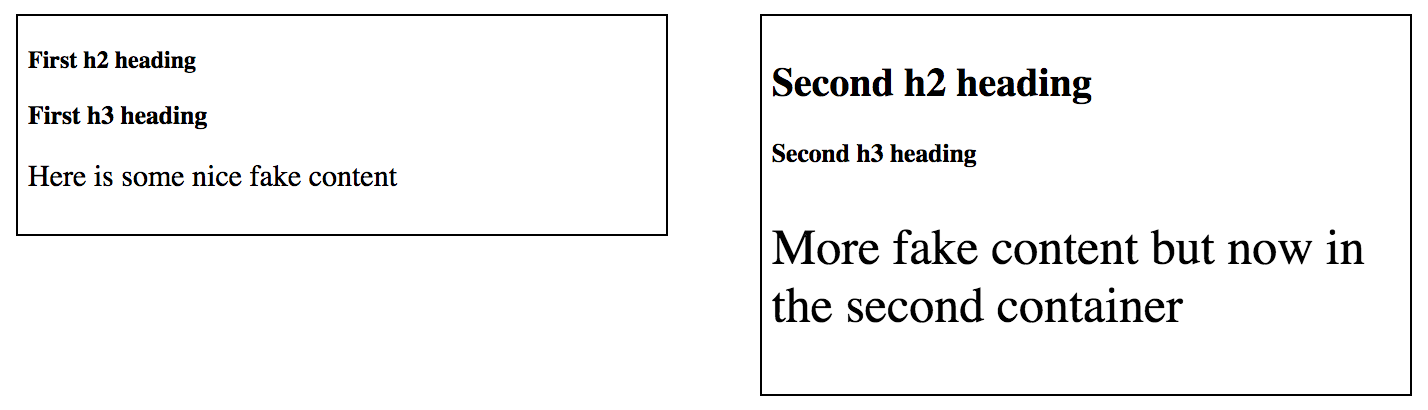 First h2 heading
First h3 heading
Here is some nice fake content
Second h2 heading
Second h3 heading
More fake content but now in
the second container